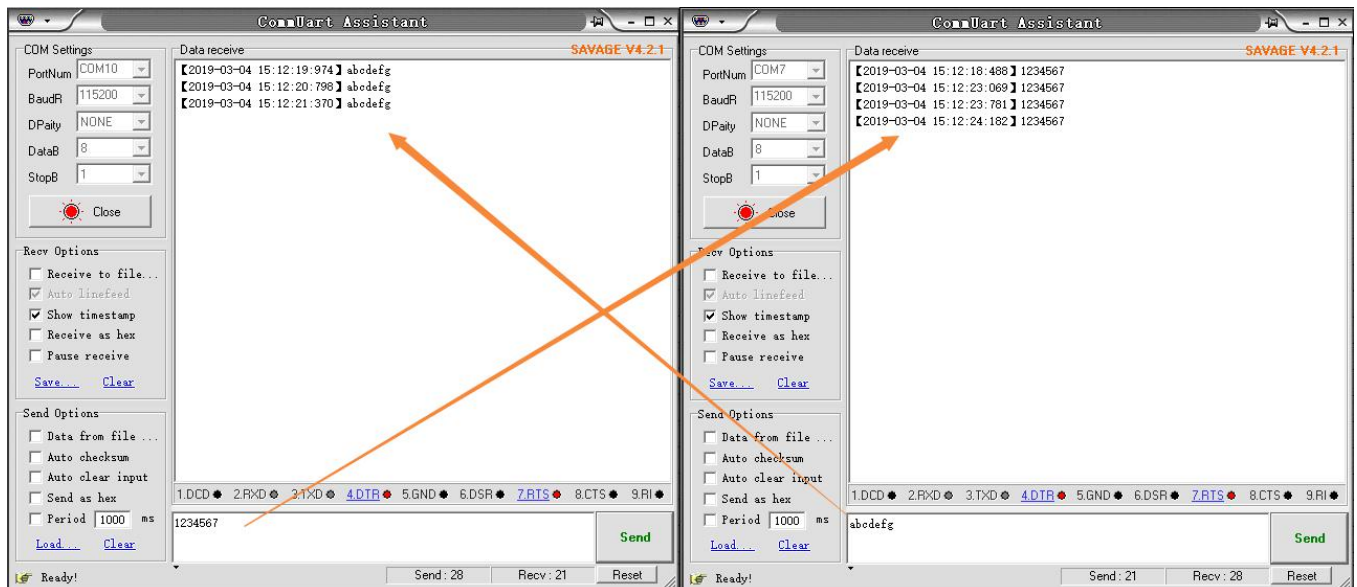 CommUart Assistant
COM Settings
PortNum COM10
BaudR 115200
DPaity NONE
DataB 8
StopB 1
Close
Recv Options
Receive to file...
Auto linefeed
Show timestamp
Receive as hex
Pause receive
Save... Clear
Send Options
Data from file ...
Auto checksum
Auto clear input
Send as hex
Period 1000 ms
Load... Clear
Ready!
Data receive
SAVAGE V4.2.1
【2019-03-04 15:12:19:974】abcdefg
【2019-03-04 15:12:20:798】abcdefg
【2019-03-04 15:12:21:370】abcdefg
1.DCD 2.RXD 3.TXD 4.DTR 5.GND 6.DSR 7.RTS 8.CTS 9.RI
1234567
Send
Send : 28 Recv : 21 Reset
CommUart Assistant
COM Settings
PortNum COM7
BaudR 115200
DPaity NONE
DataB 8
StopB 1
Close
Recv Options
Receive to file...
Auto linefeed
Show timestamp
Receive as hex
Pause receive
Save... Clear
Send Options
Data from file ...
Auto checksum
Auto clear input
Send as hex
Period 1000 ms
Load... Clear
Ready!
Data receive
SAVAGE V4.2.1
【2019-03-04 15:12:18:488】1234567
【2019-03-04 15:12:23:069】1234567
【2019-03-04 15:12:23:781】1234567
【2019-03-04 15:12:24:182】1234567
1.DCD 2.RXD 3.TXD 4.DTR 5.GND 6.DSR 7.RTS 8.CTS 9.RI
abcdefg
Send
Send : 21 Recv : 28 Reset